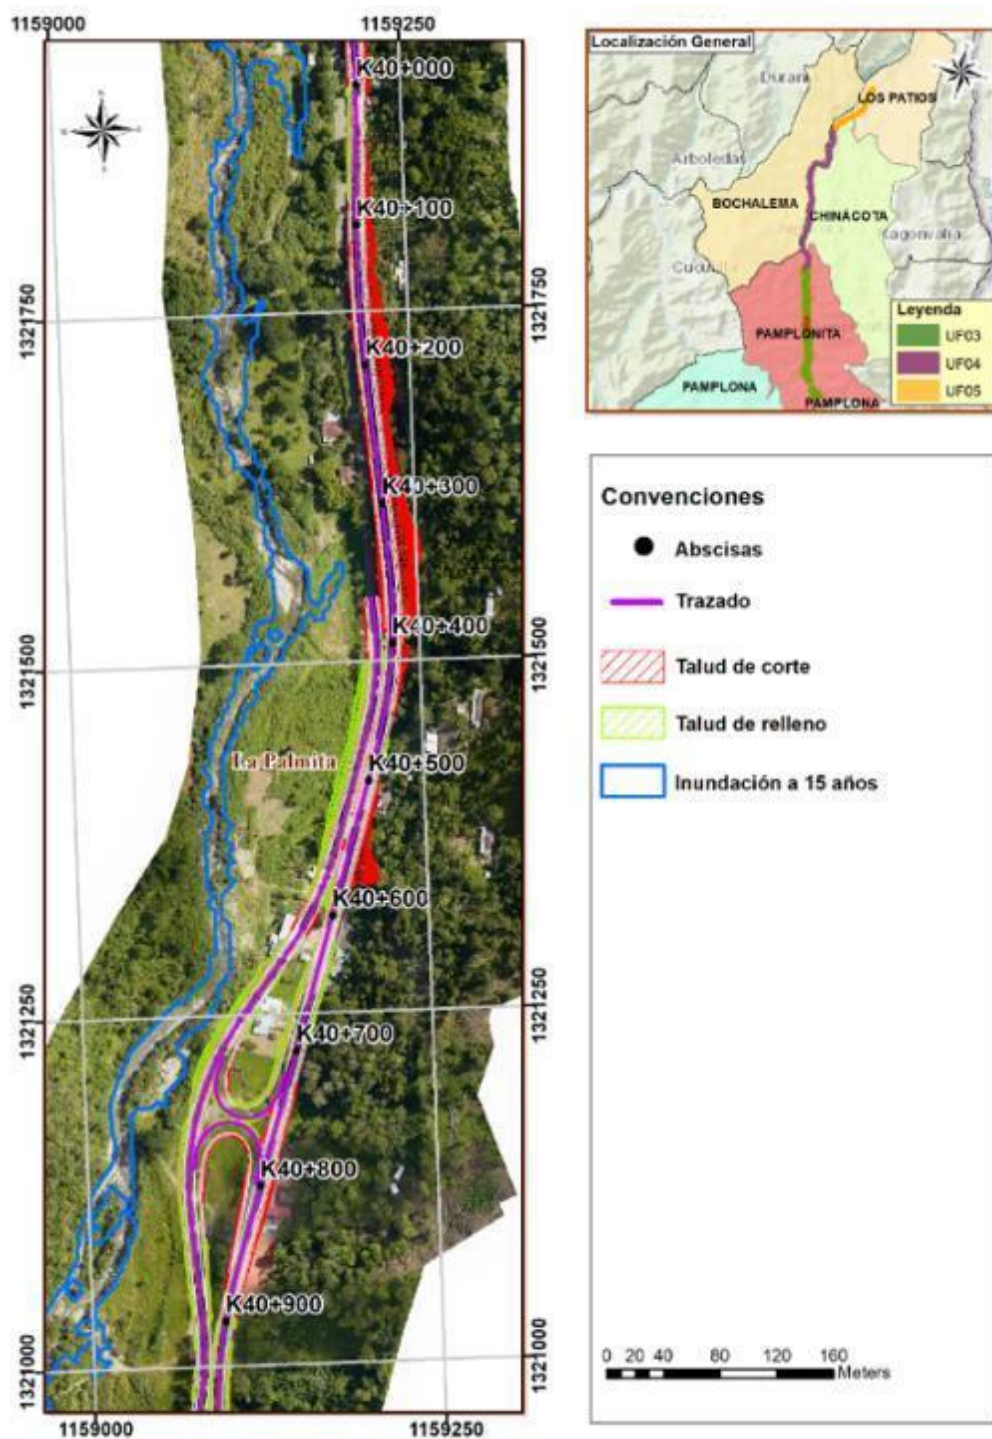 1159000
1159250
K40+000
K40+100
1321750
1321750
K40+200
K40+300
K40+400
1321500
1321500
La Palmita
K40+500
K40+600
1321250
1321250
K40+700
K40+800
K40+900
1321000
1321000
1159000
1159250
Localización General
LOS PATIOS
Arboledas
BOCHALEMA
CHINÁCOTA
PAMPLONITA
PAMPLONA
PAMPLONA
Leyenda
UF03
UF04
UF05
Convenciones
Abscisas
Trazado
Talud de corte
Talud de relleno
Inundación a 15 años
0 20 40 80 120 160
Meters